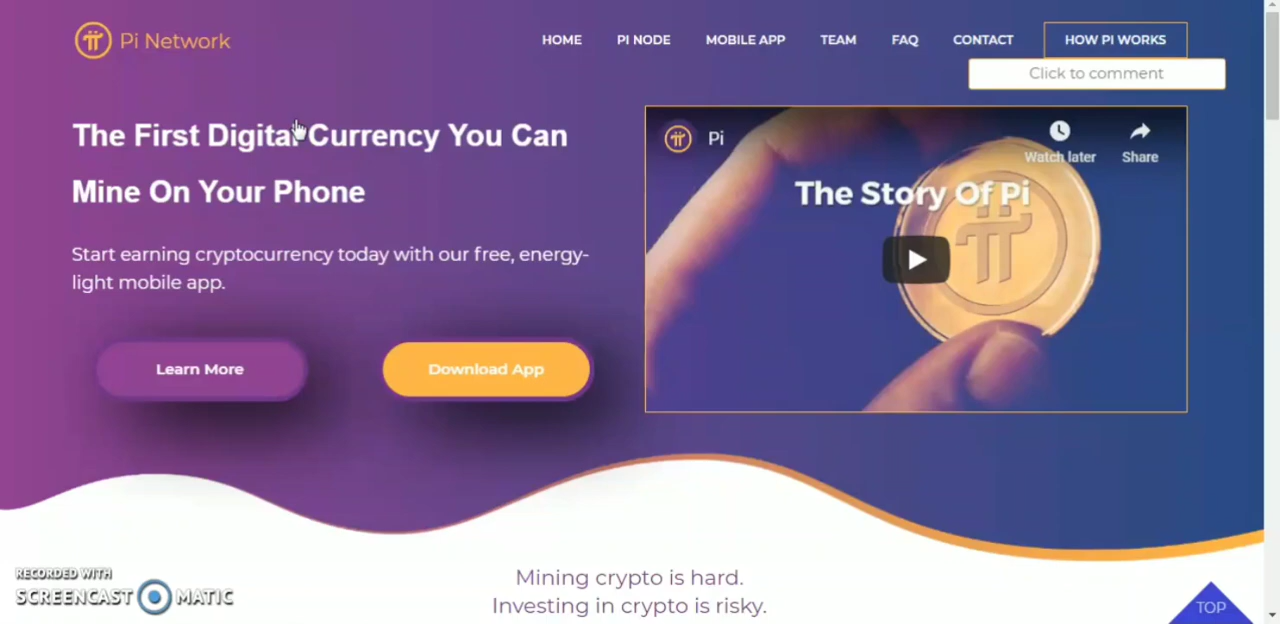 Pi Network
HOME
PI NODE
MOBILE APP
TEAM
FAQ
CONTACT
HOW PI WORKS
Click to comment
The First Digital Currency You Can
Mine On Your Phone
Start earning cryptocurrency today with our free, energy-
light mobile app.
Learn More
Download App
Pi
Watch later
Share
The Story Of Pi
Mining crypto is hard.
Investing in crypto is risky.
RECORDED WITH
SCREENCAST MATIC
TOP